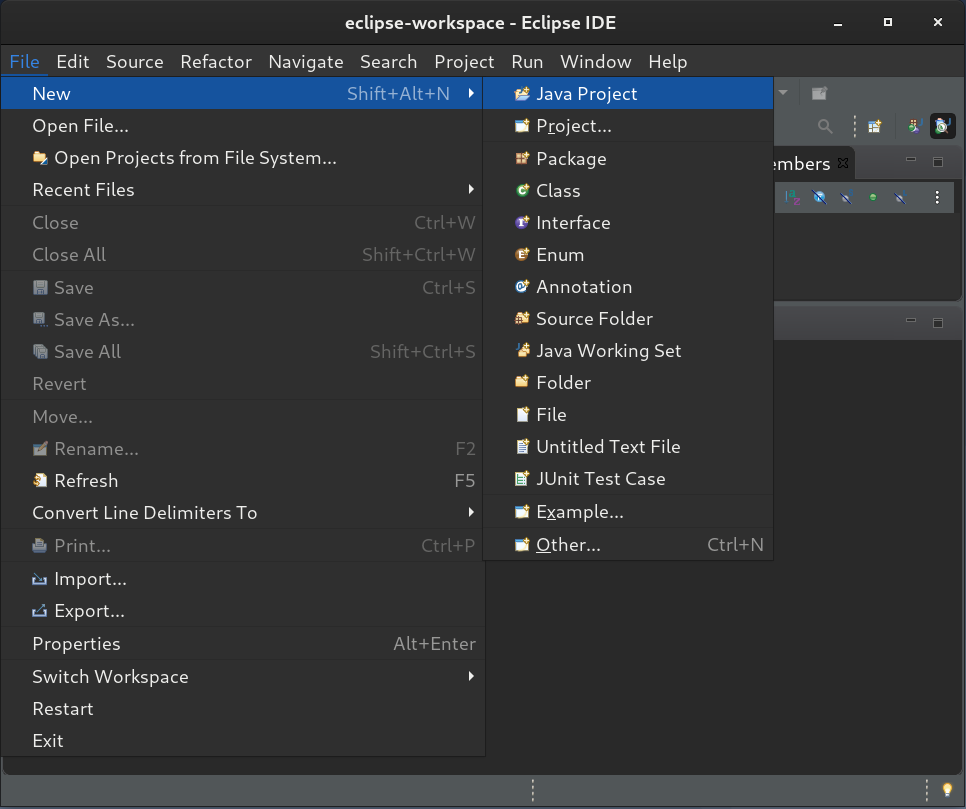 eclipse-workspace - Eclipse IDE
File Edit Source Refactor Navigate Search Project Run Window Help
New Shift+Alt+N
Open File...
Open Projects from File System...
Recent Files
Close Ctrl+W
Close All Shift+Ctrl+W
Save Ctrl+S
Save As...
Save All Shift+Ctrl+S
Revert
Move...
Rename... F2
Refresh F5
Convert Line Delimiters To
Print... Ctrl+P
Import...
Export...
Properties Alt+Enter
Switch Workspace
Restart
Exit
Java Project
Project...
Package
Class
Interface
Enum
Annotation
Source Folder
Java Working Set
Folder
File
Untitled Text File
JUnit Test Case
Example...
Other... Ctrl+N
embers